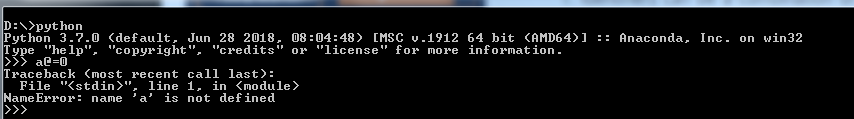 D:\>python
Python 3.7.0 (default, Jun 28 2018, 08:04:48) [MSC v.1912 64 bit (AMD64)] :: Anaconda, Inc. on win32
Type "help", "copyright", "credits" or "license" for more information.
>>> a@=0
Traceback (most recent call last):
  File "<stdin>", line 1, in <module>
NameError: name 'a' is not defined
>>>